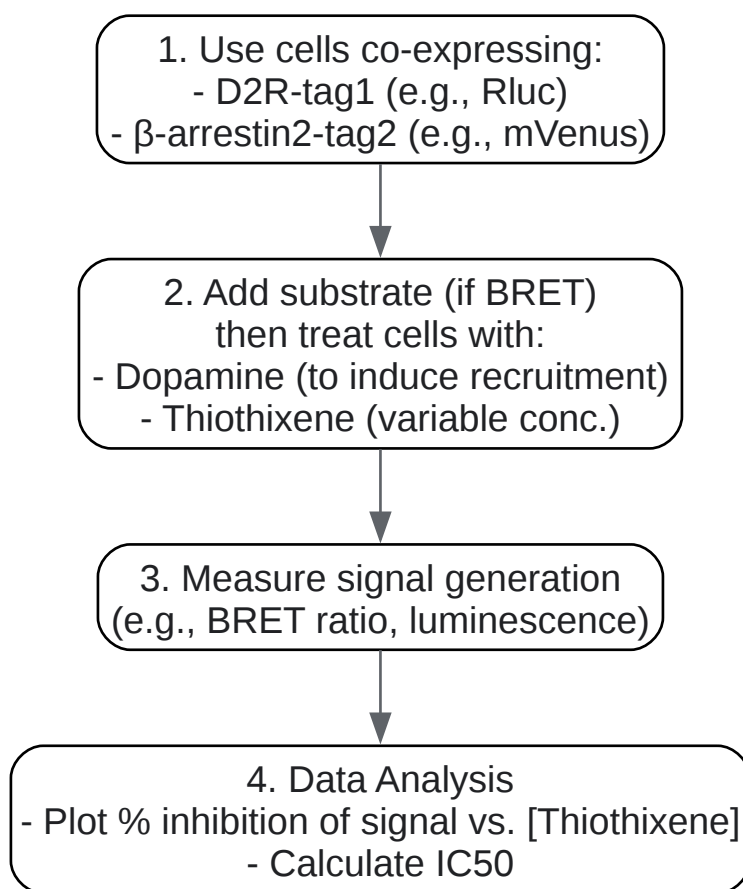 1. Use cells co-expressing:
- D2R-tag1 (e.g., Rluc)
- β-arrestin2-tag2 (e.g., mVenus)
2. Add substrate (if BRET)
then treat cells with:
- Dopamine (to induce recruitment)
- Thiothixene (variable conc.)
3. Measure signal generation
(e.g., BRET ratio, luminescence)
4. Data Analysis
- Plot % inhibition of signal vs. [Thiothixene]
- Calculate IC50